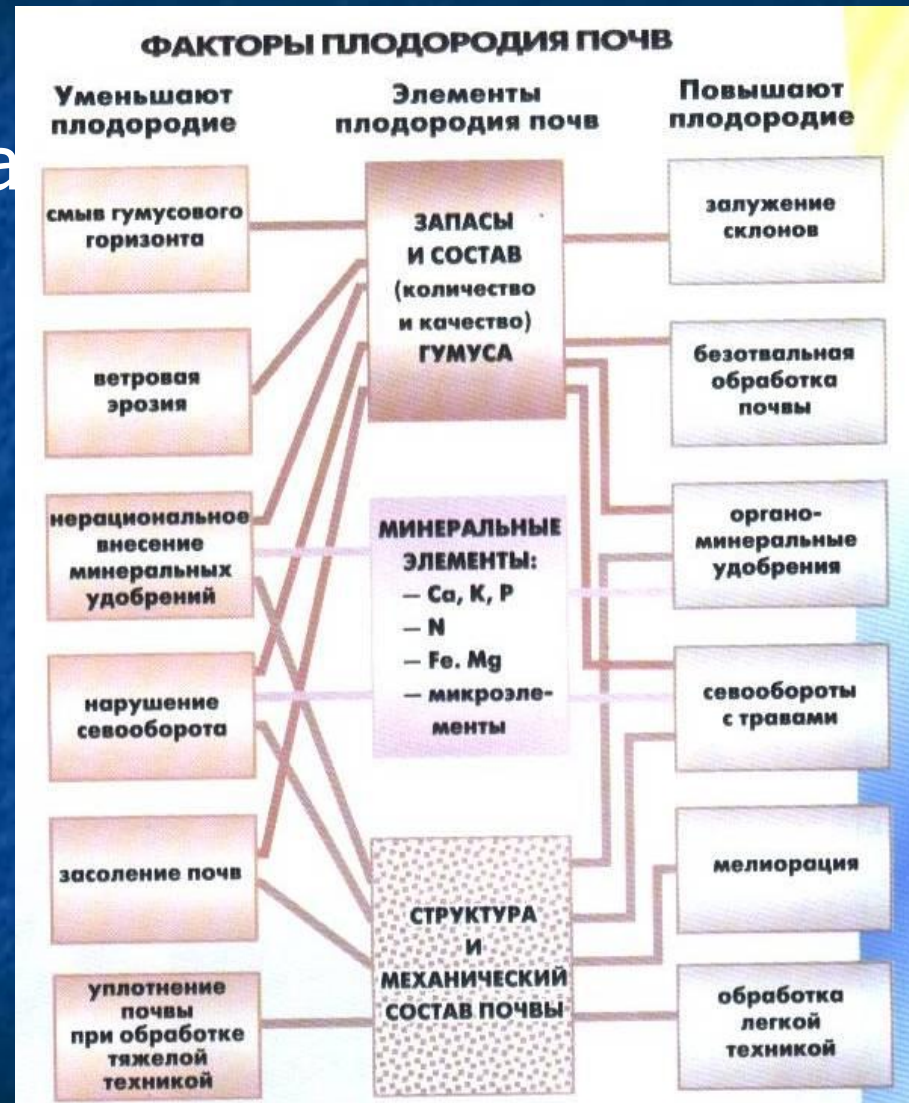 ФАКТОРЫ ПЛОДОРОДИЯ ПОЧВ
Уменьшают
плодородие
Элементы
плодородия почв
Повышают
плодородие
а
смыв гумусового
горизонта
ветровая
эрозия
нерациональное
внесение
минеральных
удобрений
нарушение
севооборота
засоление почв
уплотнение
почвы
при обработке
тяжелой
техникой
ЗАПАСЫ
И СОСТАВ
(количество
и качество)
ГУМУСА
МИНЕРАЛЬНЫЕ
ЭЛЕМЕНТЫ:
— Ca, K, P
— N
— Fe. Mg
— микроэле-
менты
СТРУКТУРА
И
МЕХАНИЧЕСКИЙ
СОСТАВ ПОЧВЫ
залужение
склонов
безотвальная
обработка
почвы
органо-
минеральные
удобрения
севообороты
с травами
мелиорация
обработка
легкой
техникой